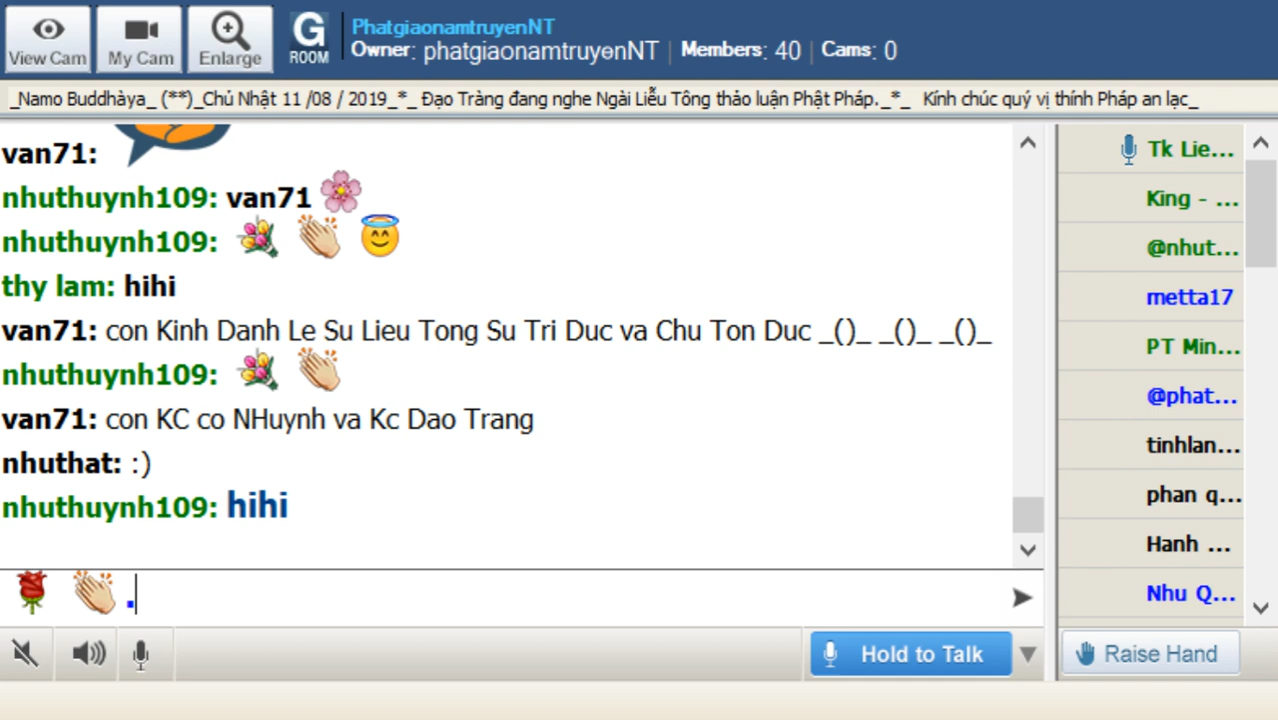 View Cam
My Cam
Enlarge
G
ROOM
PhatgiaonamtruyenNT
Owner: phatgiaonamtruyenNT | Members: 40 | Cams: 0
_Namo Buddhàya_ (**)_Chủ Nhật 11 /08 / 2019_*_ Đạo Tràng đang nghe Ngài Liễu Tông thảo luận Phật Pháp._*_ Kính chúc quý vị thính Pháp an lạc_
van71:
nhuthuynh109: van71
nhuthuynh109:
thy lam: hihi
van71: con Kinh Danh Le Su Lieu Tong Su Tri Duc va Chu Ton Duc _()_ _()_ _()_
nhuthuynh109:
van71: con KC co NHuynh va Kc Dao Trang
nhuthat: :)
nhuthuynh109: hihi
.
Tk Lie...
King - ...
@nhut...
metta17
PT Min...
@phat...
tinhlan...
phan q...
Hanh ...
Nhu Q...
Hold to Talk
Raise Hand